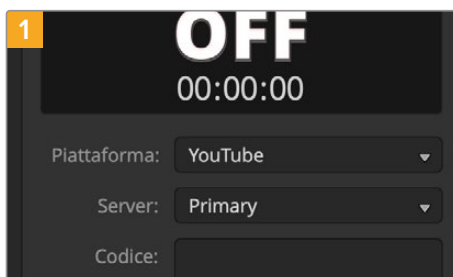 1
OFF
00:00:00
Piattaforma: YouTube
Server: Primary
Codice: